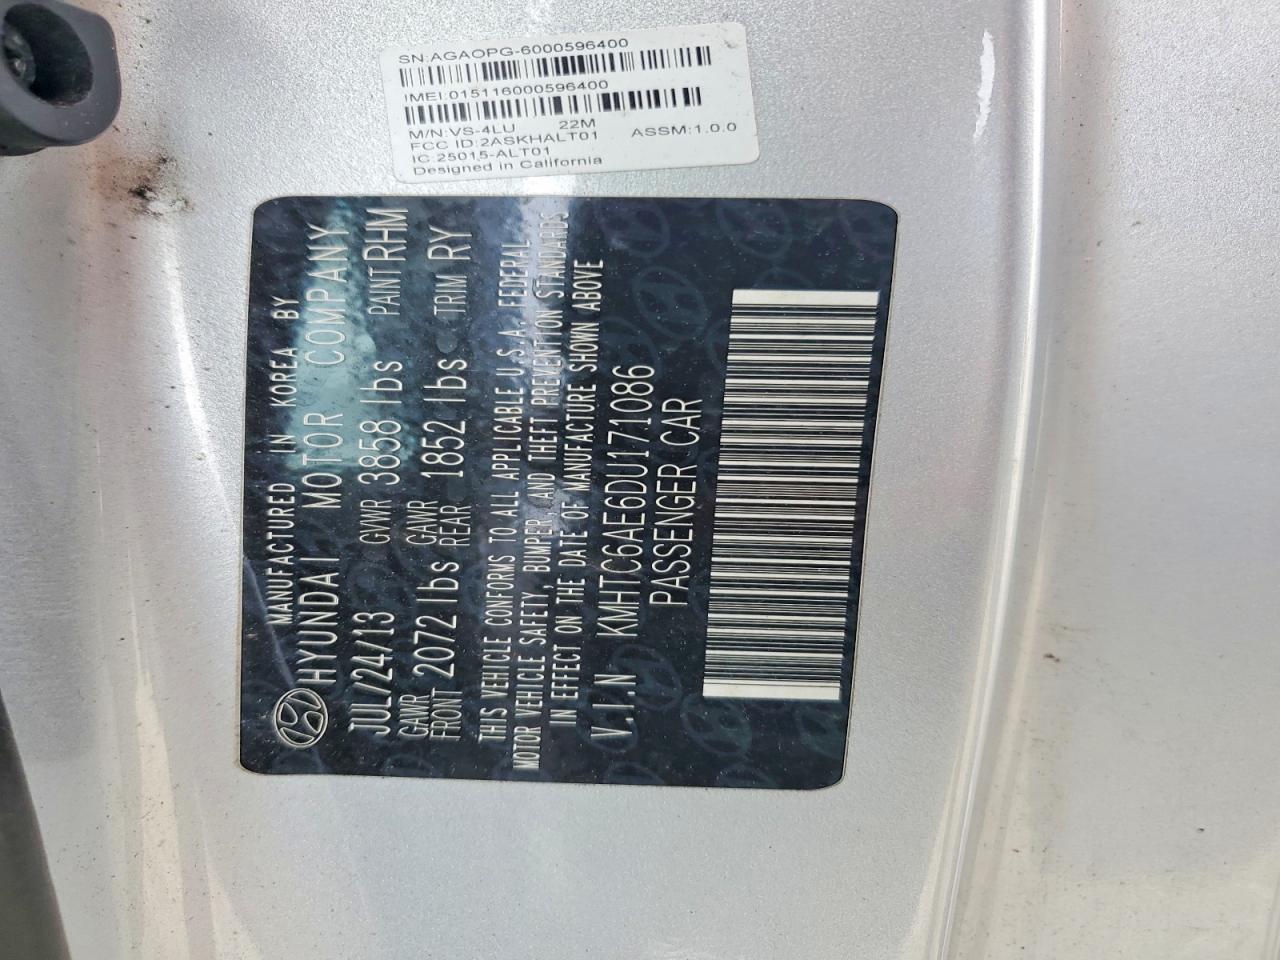 SN:AGAOPG-6000596400
IMEI:015116000596400
M/N:VS-4LU 22M
FCC ID:2ASKHALT01 ASSM:1.0.0
IC:25015-ALT01
Designed in California
MANUFACTURED IN KOREA BY
HYUNDAI MOTOR COMPANY
JUL/24/13 GVWR 3858 lbs PAINT RHM
GAWR FRONT 2072 lbs GAWR REAR 1852 lbs TRIM RY
THIS VEHICLE CONFORMS TO ALL APPLICABLE U.S.A. FEDERAL
MOTOR VEHICLE SAFETY, BUMPER, AND THEFT PREVENTION STANDARDS
IN EFFECT ON THE DATE OF MANUFACTURE SHOWN ABOVE
V.I.N KMHTC6AE6DU171086
PASSENGER CAR